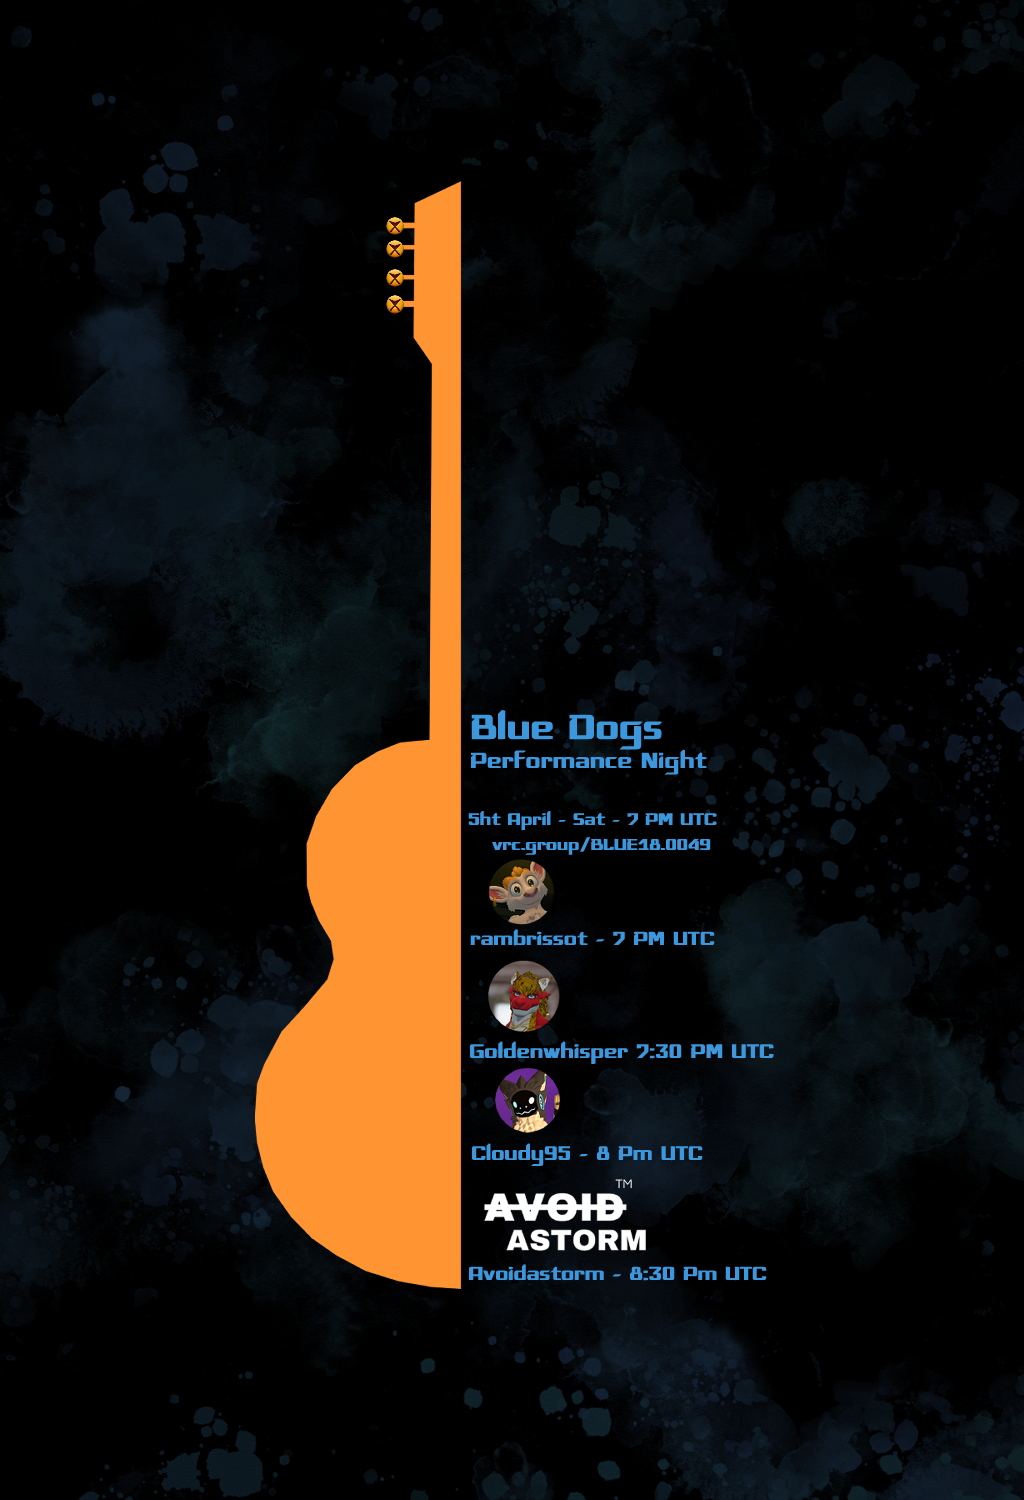 Blue Dogs
Performance Night
5ht April - Sat - 7 PM UTC
vrc.group/BLUE18.0049
rambrissot - 7 PM UTC
Goldenwhisper 7:30 PM UTC
Cloudy95 - 8 Pm UTC
AVOID™
ASTORM
Avoidastorm - 8:30 Pm UTC